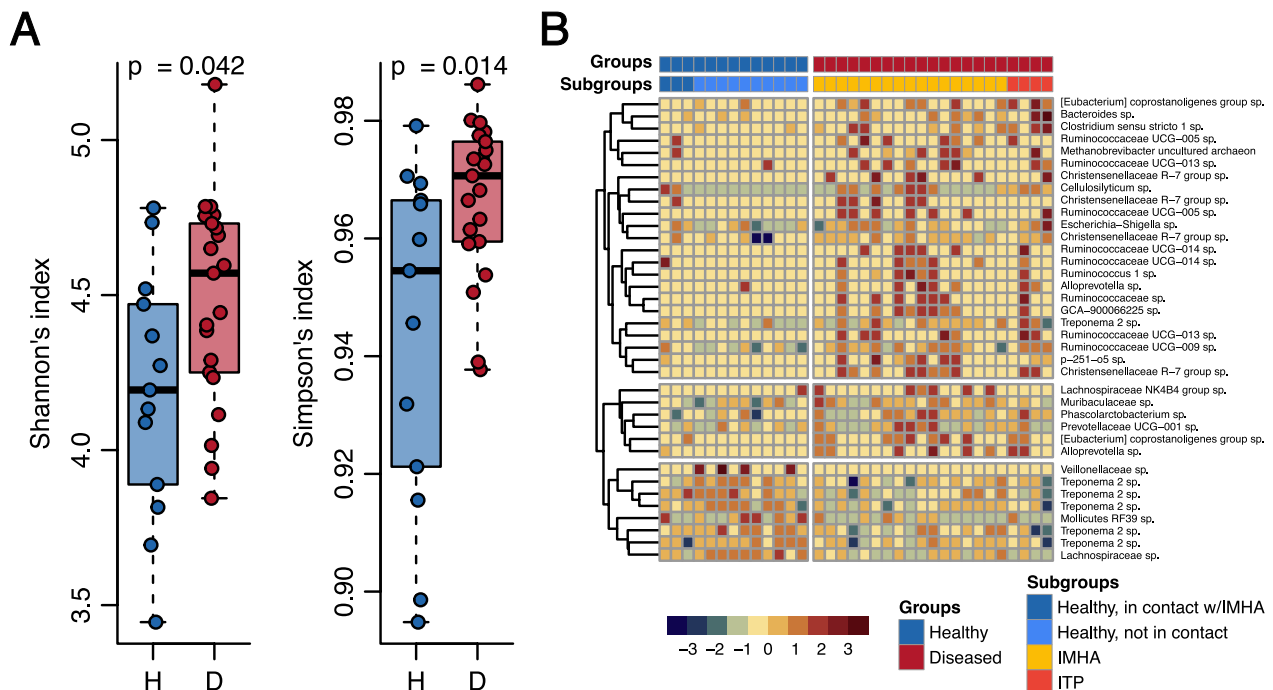 A
p = 0.042
Shannon's index
5.0
4.5
4.0
3.5
H
D
p = 0.014
Simpson's index
0.98
0.96
0.94
0.92
0.90
H
D
B
Groups
Subgroups
[Eubacterium] coprostanoligenes group sp.
Bacteroides sp.
Clostridium sensu stricto 1 sp.
Ruminococcaceae UCG−005 sp.
Methanobrevibacter uncultured archaeon
Ruminococcaceae UCG−013 sp.
Christensenellaceae R−7 group sp.
Cellulosilyticum sp.
Christensenellaceae R−7 group sp.
Ruminococcaceae UCG−005 sp.
Escherichia−Shigella sp.
Christensenellaceae R−7 group sp.
Ruminococcaceae UCG−014 sp.
Ruminococcaceae UCG−014 sp.
Ruminococcus 1 sp.
Alloprevotella sp.
Ruminococcaceae sp.
GCA−900066225 sp.
Treponema 2 sp.
Ruminococcaceae UCG−013 sp.
Ruminococcaceae UCG−009 sp.
p−251−o5 sp.
Christensenellaceae R−7 group sp.
Lachnospiraceae NK4B4 group sp.
Muribaculaceae sp.
Phascolarctobacterium sp.
Prevotellaceae UCG−001 sp.
[Eubacterium] coprostanoligenes group sp.
Alloprevotella sp.
Veillonellaceae sp.
Treponema 2 sp.
Treponema 2 sp.
Treponema 2 sp.
Mollicutes RF39 sp.
Treponema 2 sp.
Treponema 2 sp.
Lachnospiraceae sp.
−3 −2 −1 0 1 2 3
Groups
Healthy
Diseased
Subgroups
Healthy, in contact w/IMHA
Healthy, not in contact
IMHA
ITP